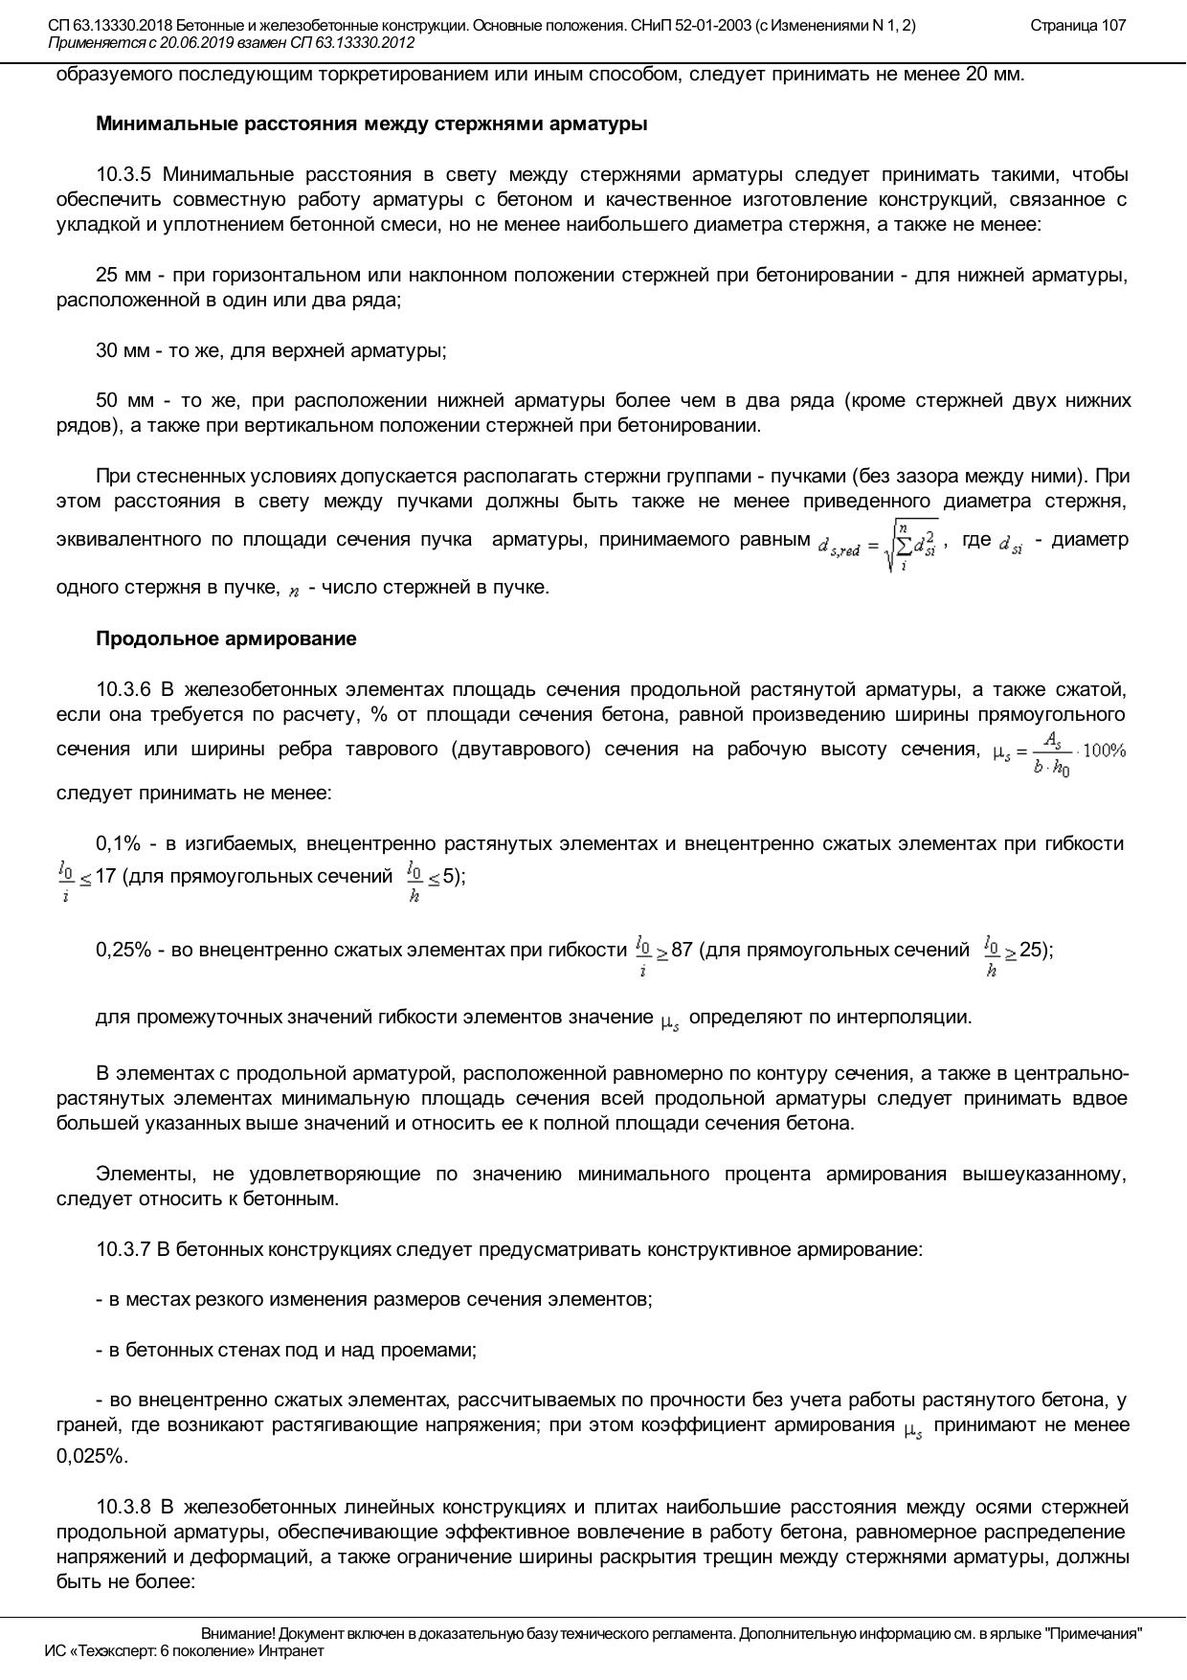 СП 63.13330.2018 Бетонные и железобетонные конструкции. Основные положения. СНиП 52-01-2003 (с Изменениями N 1, 2) Страница 107
Применяется с 20.06.2019 взамен СП 63.13330.2012
образуемого последующим торкретированием или иным способом, следует принимать не менее 20 мм.
Минимальные расстояния между стержнями арматуры
10.3.5 Минимальные расстояния в свету между стержнями арматуры следует принимать такими, чтобы
обеспечить совместную работу арматуры с бетоном и качественное изготовление конструкций, связанное с
укладкой и уплотнением бетонной смеси, но не менее наибольшего диаметра стержня, а также не менее:
25 мм - при горизонтальном или наклонном положении стержней при бетонировании - для нижней арматуры,
расположенной в один или два ряда;
30 мм - то же, для верхней арматуры;
50 мм - то же, при расположении нижней арматуры более чем в два ряда (кроме стержней двух нижних
рядов), а также при вертикальном положении стержней при бетонировании.
При стесненных условиях допускается располагать стержни группами - пучками (без зазора между ними). При
этом расстояния в свету между пучками должны быть также не менее приведенного диаметра стержня,
эквивалентного по площади сечения пучка арматуры, принимаемого равным d_{s,red} = √(∑_{i}^{n} d_{si}^{2}) , где d_{si} - диаметр
одного стержня в пучке, n - число стержней в пучке.
Продольное армирование
10.3.6 В железобетонных элементах площадь сечения продольной растянутой арматуры, а также сжатой,
если она требуется по расчету, % от площади сечения бетона, равной произведению ширины прямоугольного
сечения или ширины ребра таврового (двутаврового) сечения на рабочую высоту сечения, μ_s = A_s/(b·h_0) · 100%
следует принимать не менее:
0,1% - в изгибаемых, внецентренно растянутых элементах и внецентренно сжатых элементах при гибкости
l_0/i ≤ 17 (для прямоугольных сечений l_0/h ≤ 5);
0,25% - во внецентренно сжатых элементах при гибкости l_0/i ≥ 87 (для прямоугольных сечений l_0/h ≥ 25);
для промежуточных значений гибкости элементов значение μ_s определяют по интерполяции.
В элементах с продольной арматурой, расположенной равномерно по контуру сечения, а также в центрально-
растянутых элементах минимальную площадь сечения всей продольной арматуры следует принимать вдвое
большей указанных выше значений и относить ее к полной площади сечения бетона.
Элементы, не удовлетворяющие по значению минимального процента армирования вышеуказанному,
следует относить к бетонным.
10.3.7 В бетонных конструкциях следует предусматривать конструктивное армирование:
- в местах резкого изменения размеров сечения элементов;
- в бетонных стенах под и над проемами;
- во внецентренно сжатых элементах, рассчитываемых по прочности без учета работы растянутого бетона, у
граней, где возникают растягивающие напряжения; при этом коэффициент армирования μ_s принимают не менее
0,025%.
10.3.8 В железобетонных линейных конструкциях и плитах наибольшие расстояния между осями стержней
продольной арматуры, обеспечивающие эффективное вовлечение в работу бетона, равномерное распределение
напряжений и деформаций, а также ограничение ширины раскрытия трещин между стержнями арматуры, должны
быть не более:
Внимание! Документ включен в доказательную базу технического регламента. Дополнительную информацию см. в ярлыке "Примечания"
ИС «Техэксперт: 6 поколение» Интранет